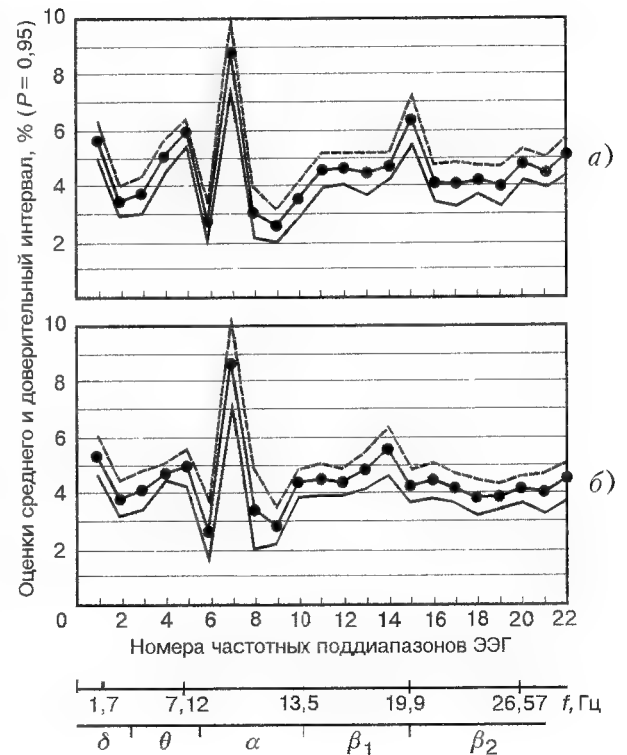 Оценки среднего и доверительный интервал, % (P = 0,95)
10
8
6
4
2
а)
10
8
6
4
2
б)
0 2 4 6 8 10 12 14 16 18 20 22
Номера частотных поддиапазонов ЭЭГ
1,7 7,12 13,5 19,9 26,57 f, Гц
δ θ α β1 β2